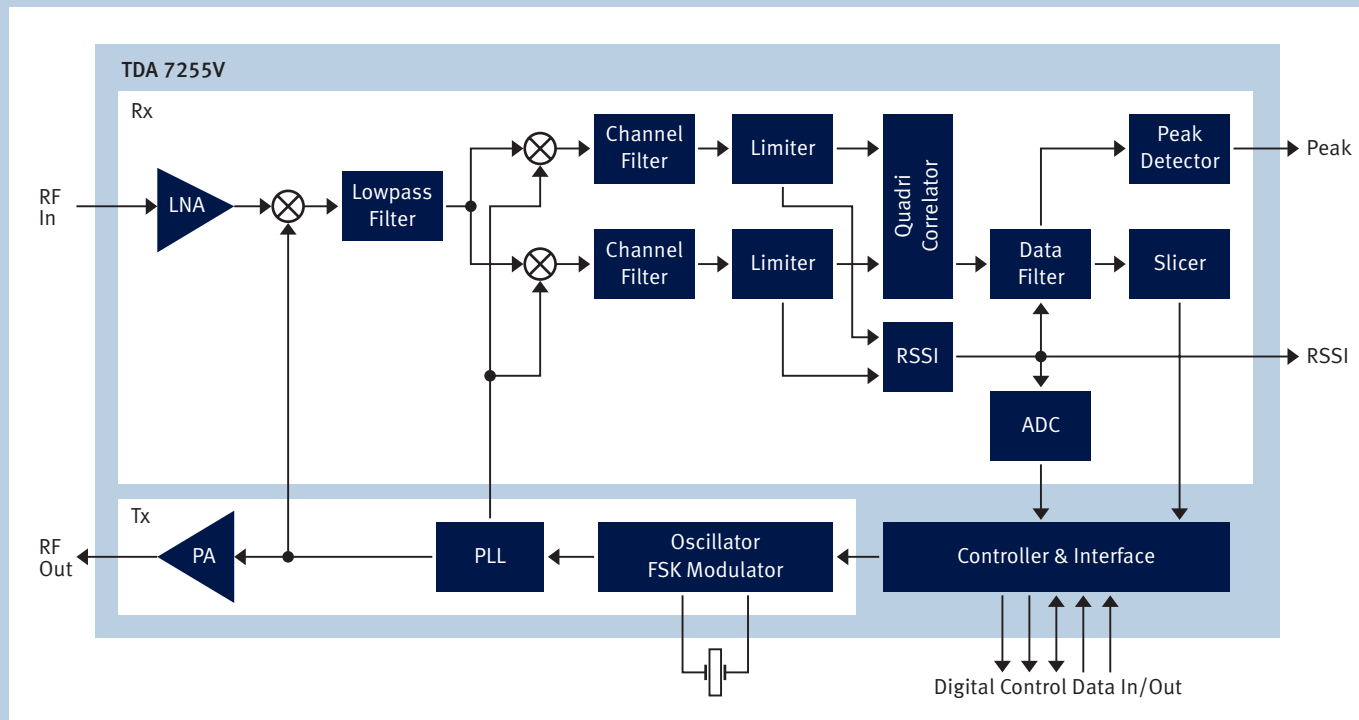 TDA 7255V
Rx
RF
In
LNA
Lowpass
Filter
Channel
Filter
Limiter
Channel
Filter
Limiter
Quadri
Correlator
RSSI
Data
Filter
Peak
Detector
Slicer
ADC
Peak
RSSI
Tx
RF
Out
PA
PLL
Oscillator
FSK Modulator
Controller & Interface
Digital Control Data In/Out